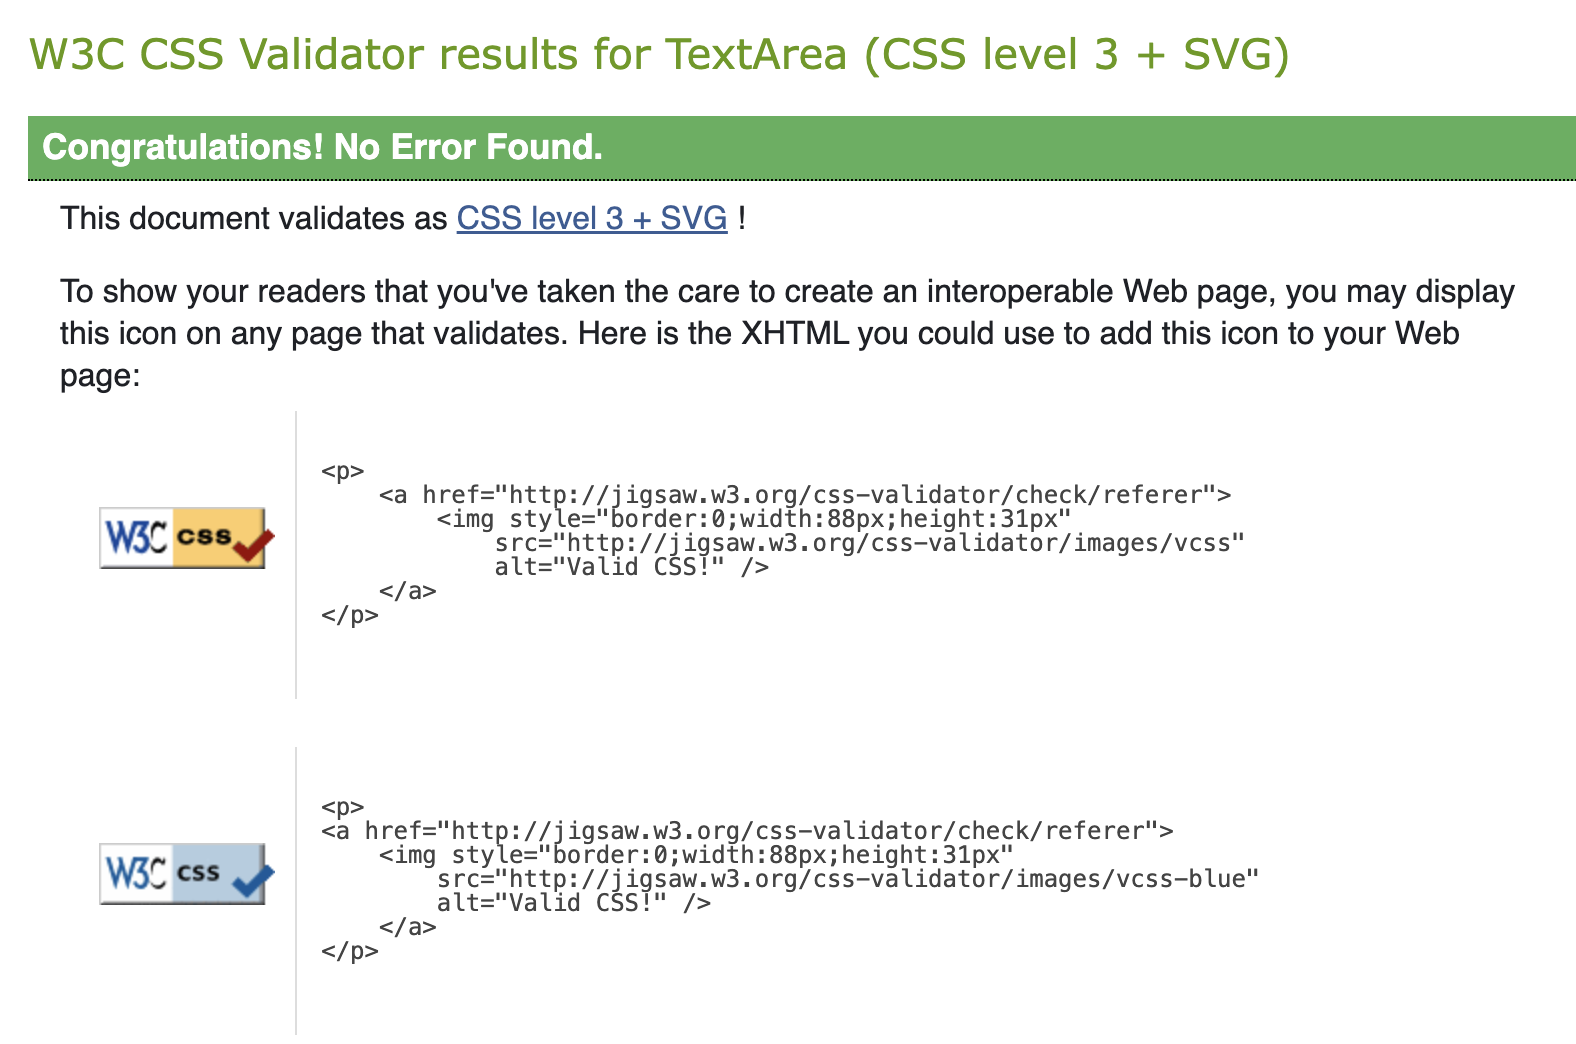 W3C CSS Validator results for TextArea (CSS level 3 + SVG)
Congratulations! No Error Found.
This document validates as CSS level 3 + SVG !
To show your readers that you've taken the care to create an interoperable Web page, you may display
this icon on any page that validates. Here is the XHTML you could use to add this icon to your Web
page:
W3C css
<p>
    <a href="http://jigsaw.w3.org/css-validator/check/referer">
        <img style="border:0;width:88px;height:31px"
            src="http://jigsaw.w3.org/css-validator/images/vcss"
            alt="Valid CSS!" />
    </a>
</p>
W3C css
<p>
<a href="http://jigsaw.w3.org/css-validator/check/referer">
    <img style="border:0;width:88px;height:31px"
        src="http://jigsaw.w3.org/css-validator/images/vcss-blue"
        alt="Valid CSS!" />
    </a>
</p>